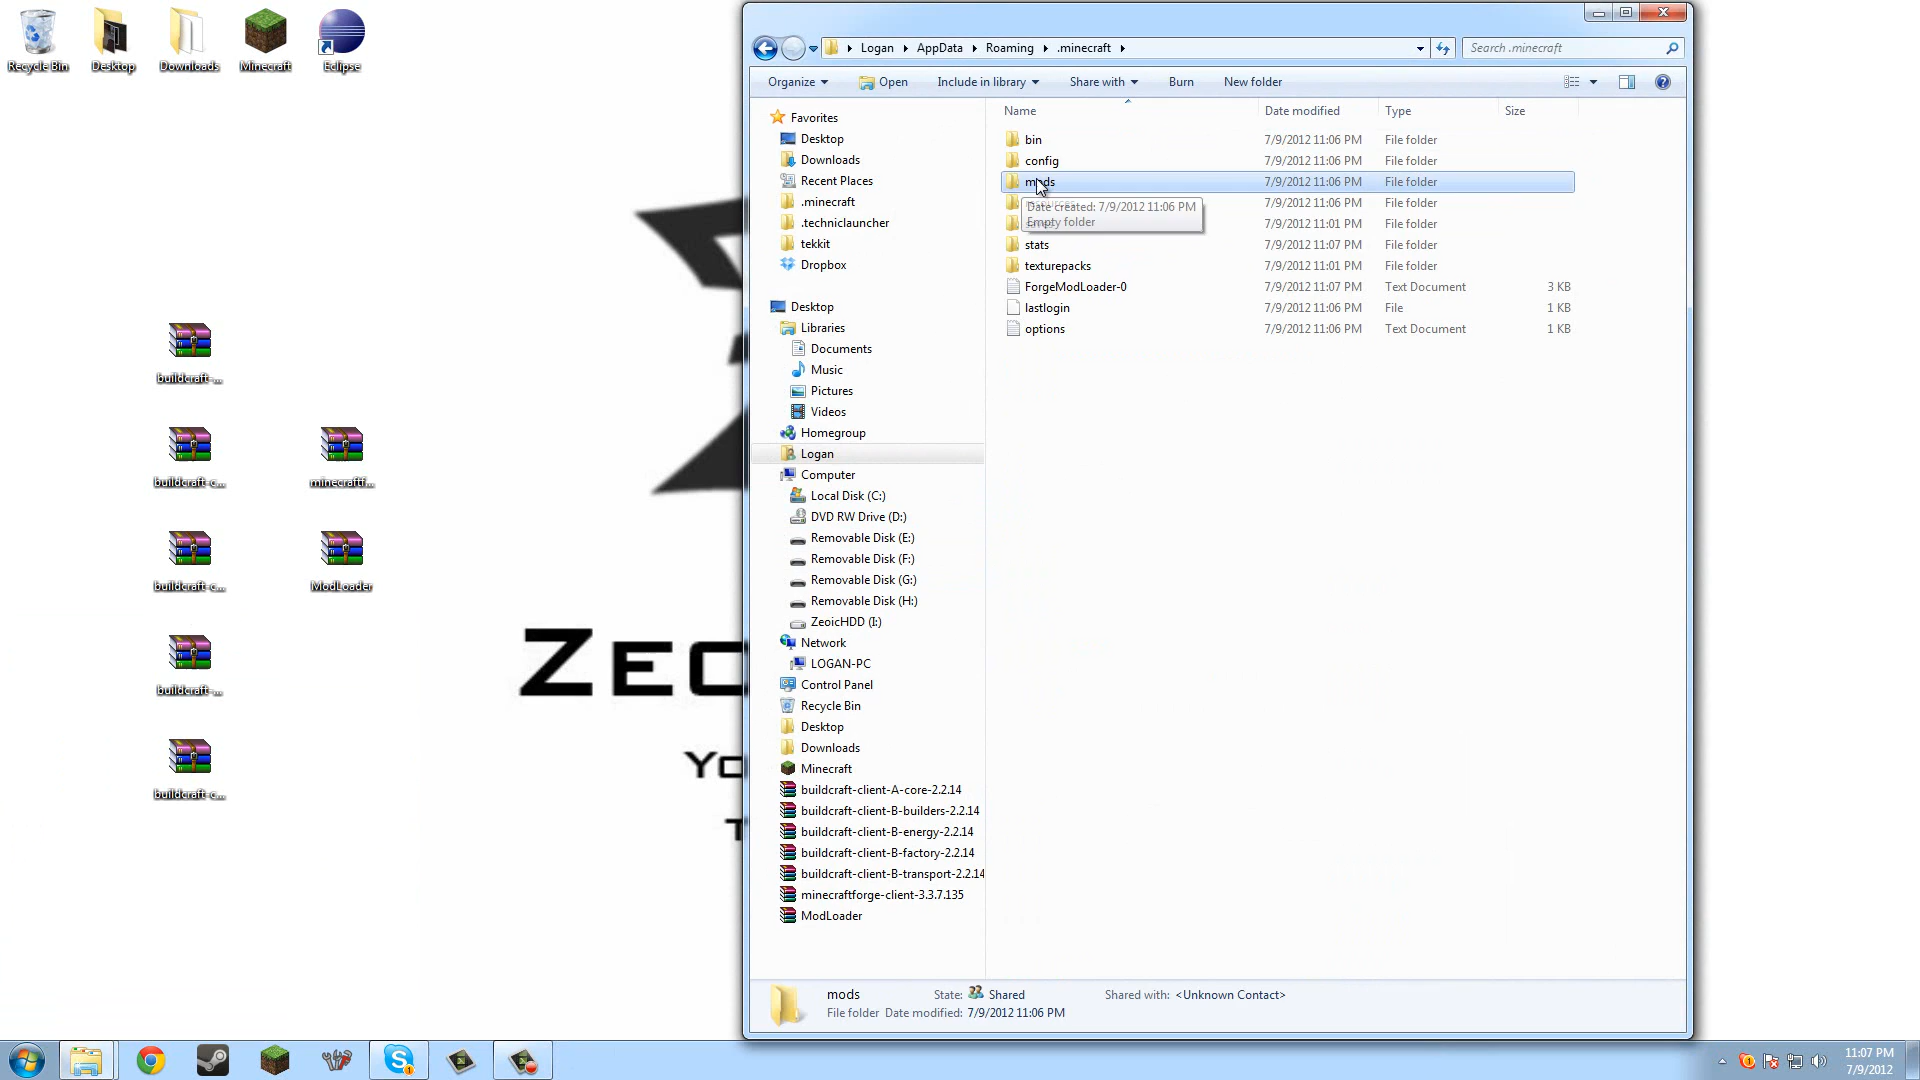 Recycle Bin
Desktop
Downloads
Minecraft
Eclipse
buildcraft-...
buildcraft-c...
minecraftf...
buildcraft-c...
ModLoader
buildcraft-...
buildcraft-c...
Logan
AppData
Roaming
.minecraft
Search .minecraft
Organize
Open
Include in library
Share with
Burn
New folder
Favorites
Desktop
Downloads
Recent Places
.minecraft
.techniclauncher
tekkit
Dropbox
Desktop
Libraries
Documents
Music
Pictures
Videos
Homegroup
Logan
Computer
Local Disk (C:)
DVD RW Drive (D:)
Removable Disk (E:)
Removable Disk (F:)
Removable Disk (G:)
Removable Disk (H:)
ZeoicHDD (I:)
Network
LOGAN-PC
Control Panel
Recycle Bin
Desktop
Downloads
Minecraft
buildcraft-client-A-core-2.2.14
buildcraft-client-B-builders-2.2.14
buildcraft-client-B-energy-2.2.14
buildcraft-client-B-factory-2.2.14
buildcraft-client-B-transport-2.2.14
minecraftforge-client-3.3.7.135
ModLoader
Name Date modified Type Size
bin 7/9/2012 11:06 PM File folder
config 7/9/2012 11:06 PM File folder
mods 7/9/2012 11:06 PM File folder
7/9/2012 11:06 PM File folder
7/9/2012 11:01 PM File folder
Date created: 7/9/2012 11:06 PM
Empty folder
stats 7/9/2012 11:07 PM File folder
texturepacks 7/9/2012 11:01 PM File folder
ForgeModLoader-0 7/9/2012 11:07 PM Text Document 3 KB
lastlogin 7/9/2012 11:06 PM File 1 KB
options 7/9/2012 11:06 PM Text Document 1 KB
mods State: Shared Shared with: <Unknown Contact>
File folder Date modified: 7/9/2012 11:06 PM
11:07 PM
7/9/2012